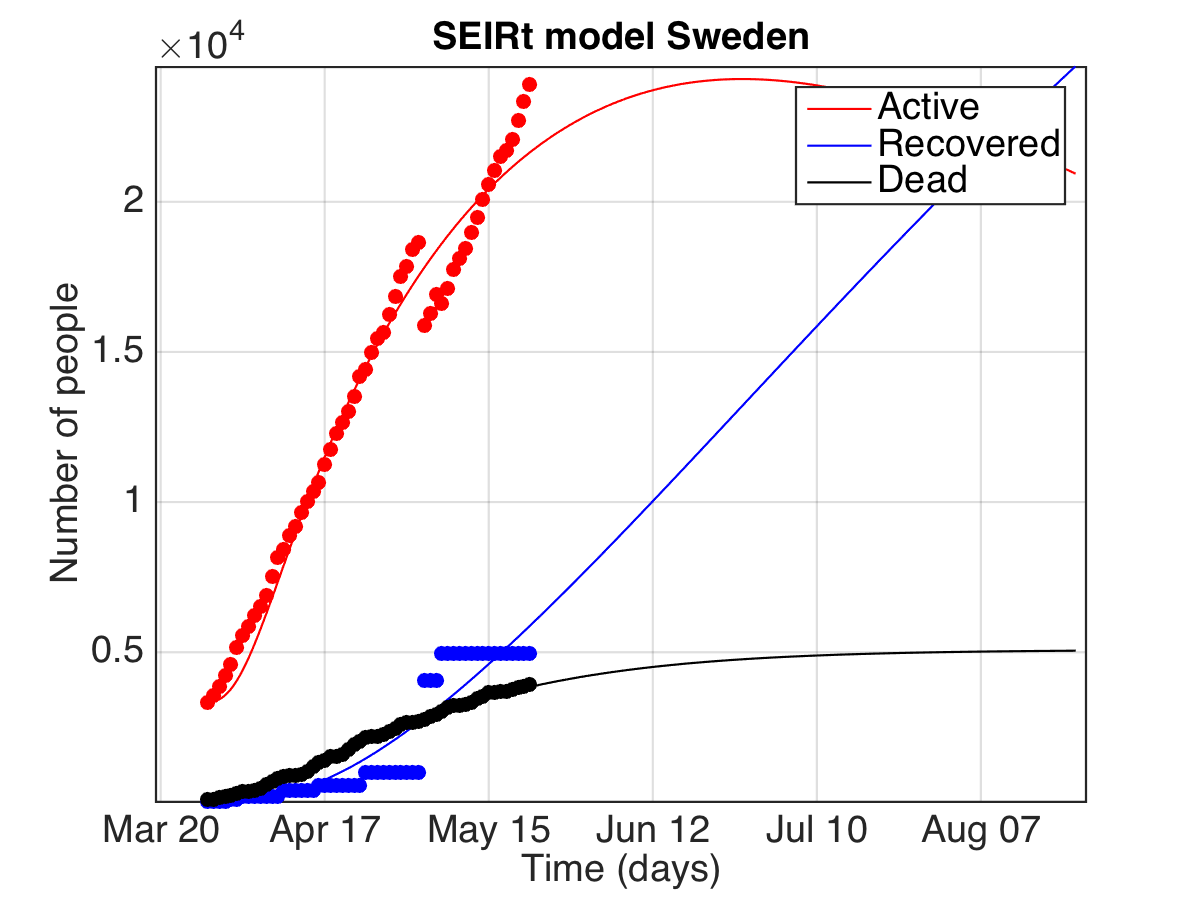 SEIRt model Sweden
×10^4
Active
Recovered
Dead
2
1.5
1
0.5
Number of people
Mar 20 Apr 17 May 15 Jun 12 Jul 10 Aug 07
Time (days)